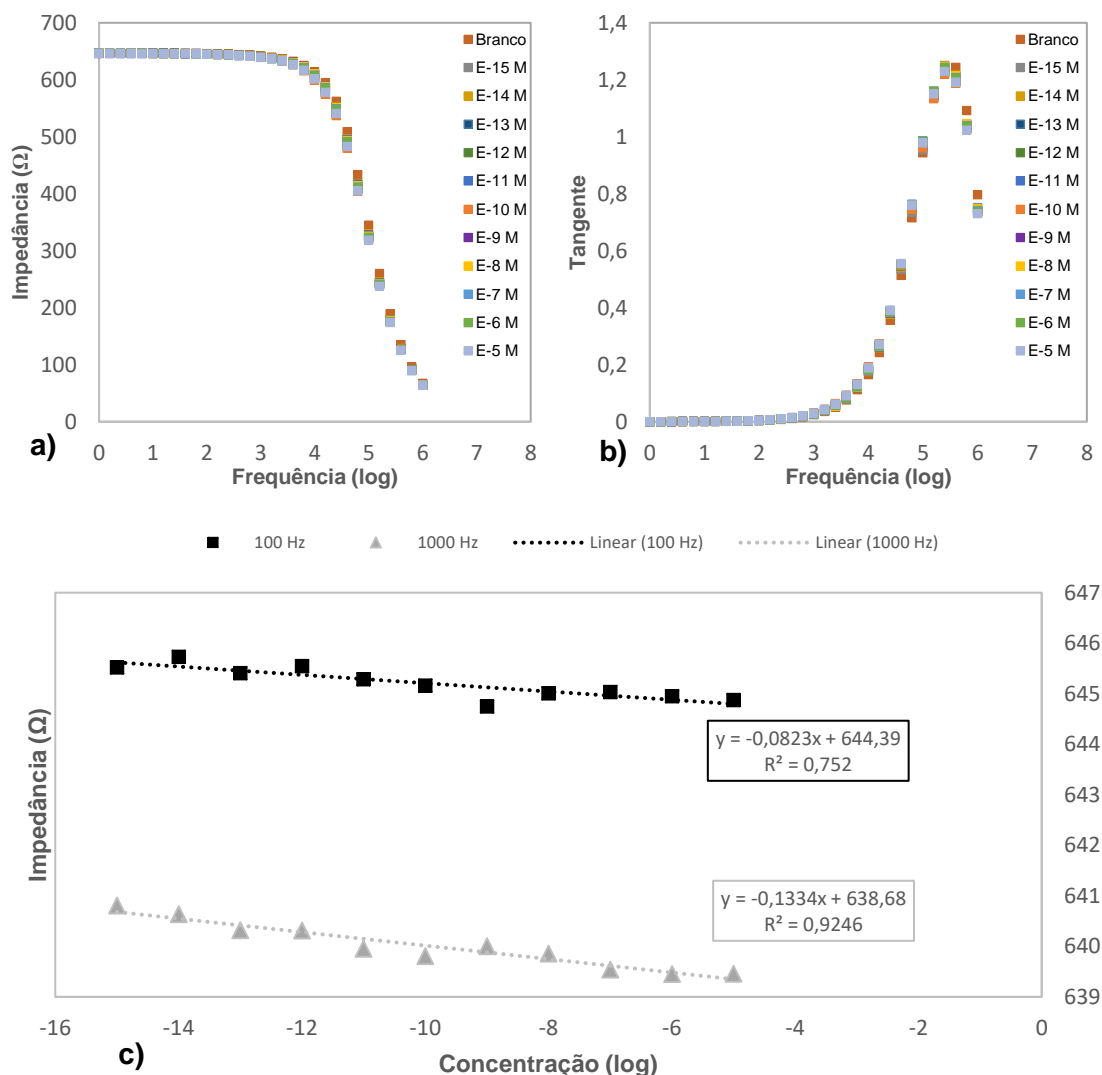 700
600
500
400
300
200
100
0
Impedância (Ω)
0 1 2 3 4 5 6 7 8
Frequência (log)
a)
Branco
E-15 M
E-14 M
E-13 M
E-12 M
E-11 M
E-10 M
E-9 M
E-8 M
E-7 M
E-6 M
E-5 M
1,4
1,2
1
0,8
0,6
0,4
0,2
0
Tangente
0 1 2 3 4 5 6 7 8
Frequência (log)
b)
Branco
E-15 M
E-14 M
E-13 M
E-12 M
E-11 M
E-10 M
E-9 M
E-8 M
E-7 M
E-6 M
E-5 M
100 Hz 1000 Hz Linear (100 Hz) Linear (1000 Hz)
Impedância (Ω)
647
646
645
644
643
642
641
640
639
y = -0,0823x + 644,39
R² = 0,752
y = -0,1334x + 638,68
R² = 0,9246
-16 -14 -12 -10 -8 -6 -4 -2 0
c)
Concentração (log)